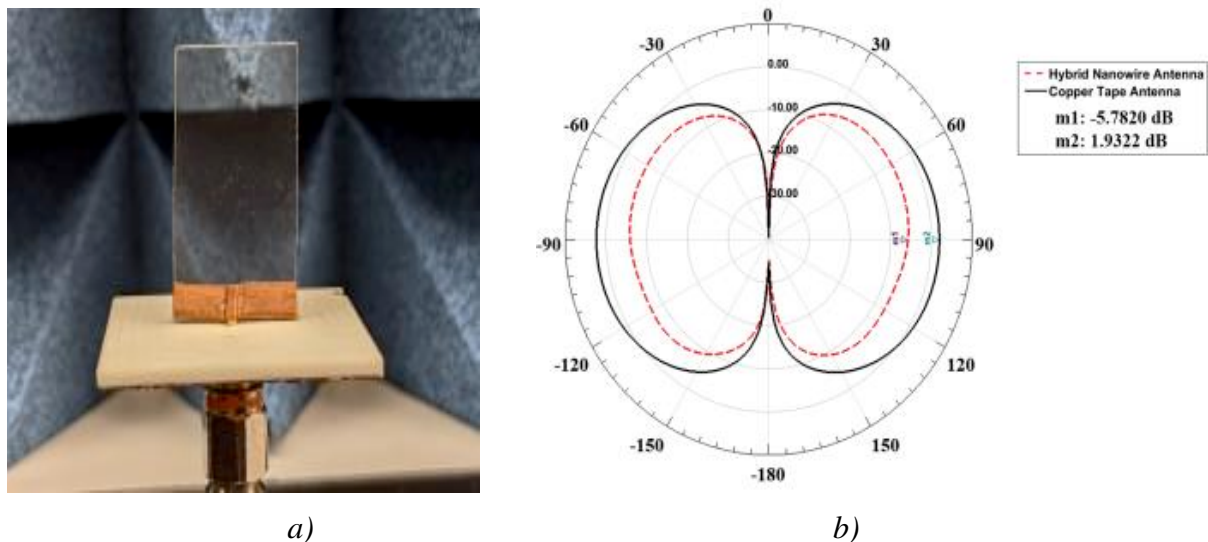 0
-30
30
0.00
-10.00
-20.00
-30.00
-60
60
-90
90
m1
m2
-120
120
-150
150
-180
Hybrid Nanowire Antenna
Copper Tape Antenna
m1: -5.7820 dB
m2: 1.9322 dB
a)
b)